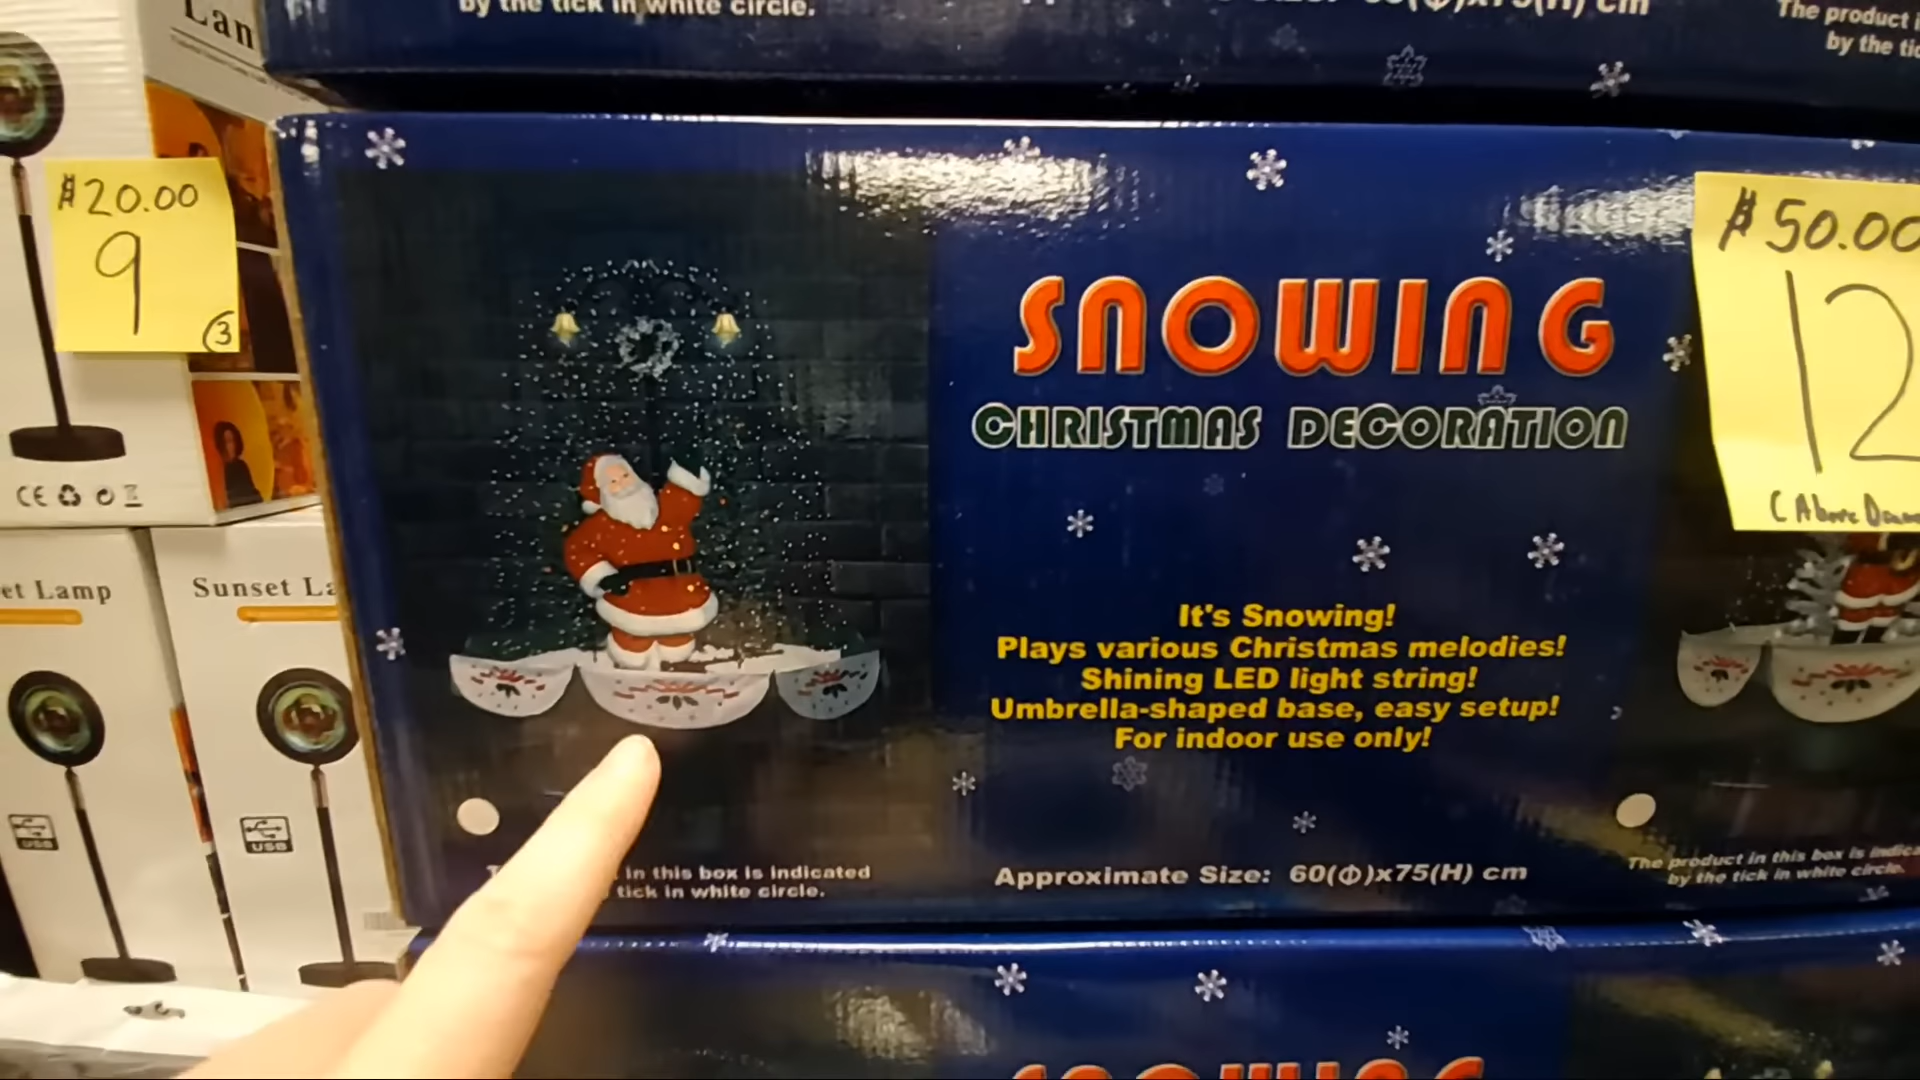 by the tick in white circle.
The product
by the
Lan
$20.00
9
3
$50.00
12
C Above
SNOWING
CHRISTMAS DECORATION
It's Snowing!
Plays various Christmas melodies!
Shining LED light string!
Umbrella-shaped base, easy setup!
For indoor use only!
CE
et Lamp
Sunset La
USB
USB
in this box is indicated
tick in white circle.
Approximate Size: 60(Φ)x75(H) cm
The product in this box is indica
by the tick in white circle.